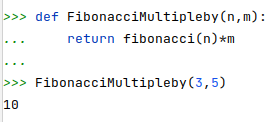 >>> def FibonacciMultipleby(n,m):
...     return fibonacci(n)*m
...
>>> FibonacciMultipleby(3,5)
10